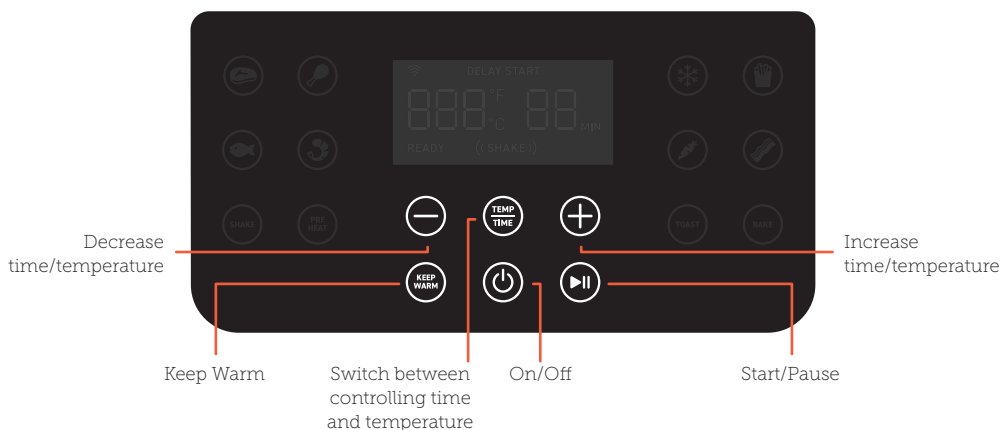 DELAY START
888°F 88
°C MIN
READY (( SHAKE ))
TEMP
TIME
SHAKE
PRE
HEAT
TOAST
BAKE
Decrease
time/temperature
Increase
time/temperature
KEEP
WARM
Keep Warm
Switch between
controlling time
and temperature
On/Off
Start/Pause